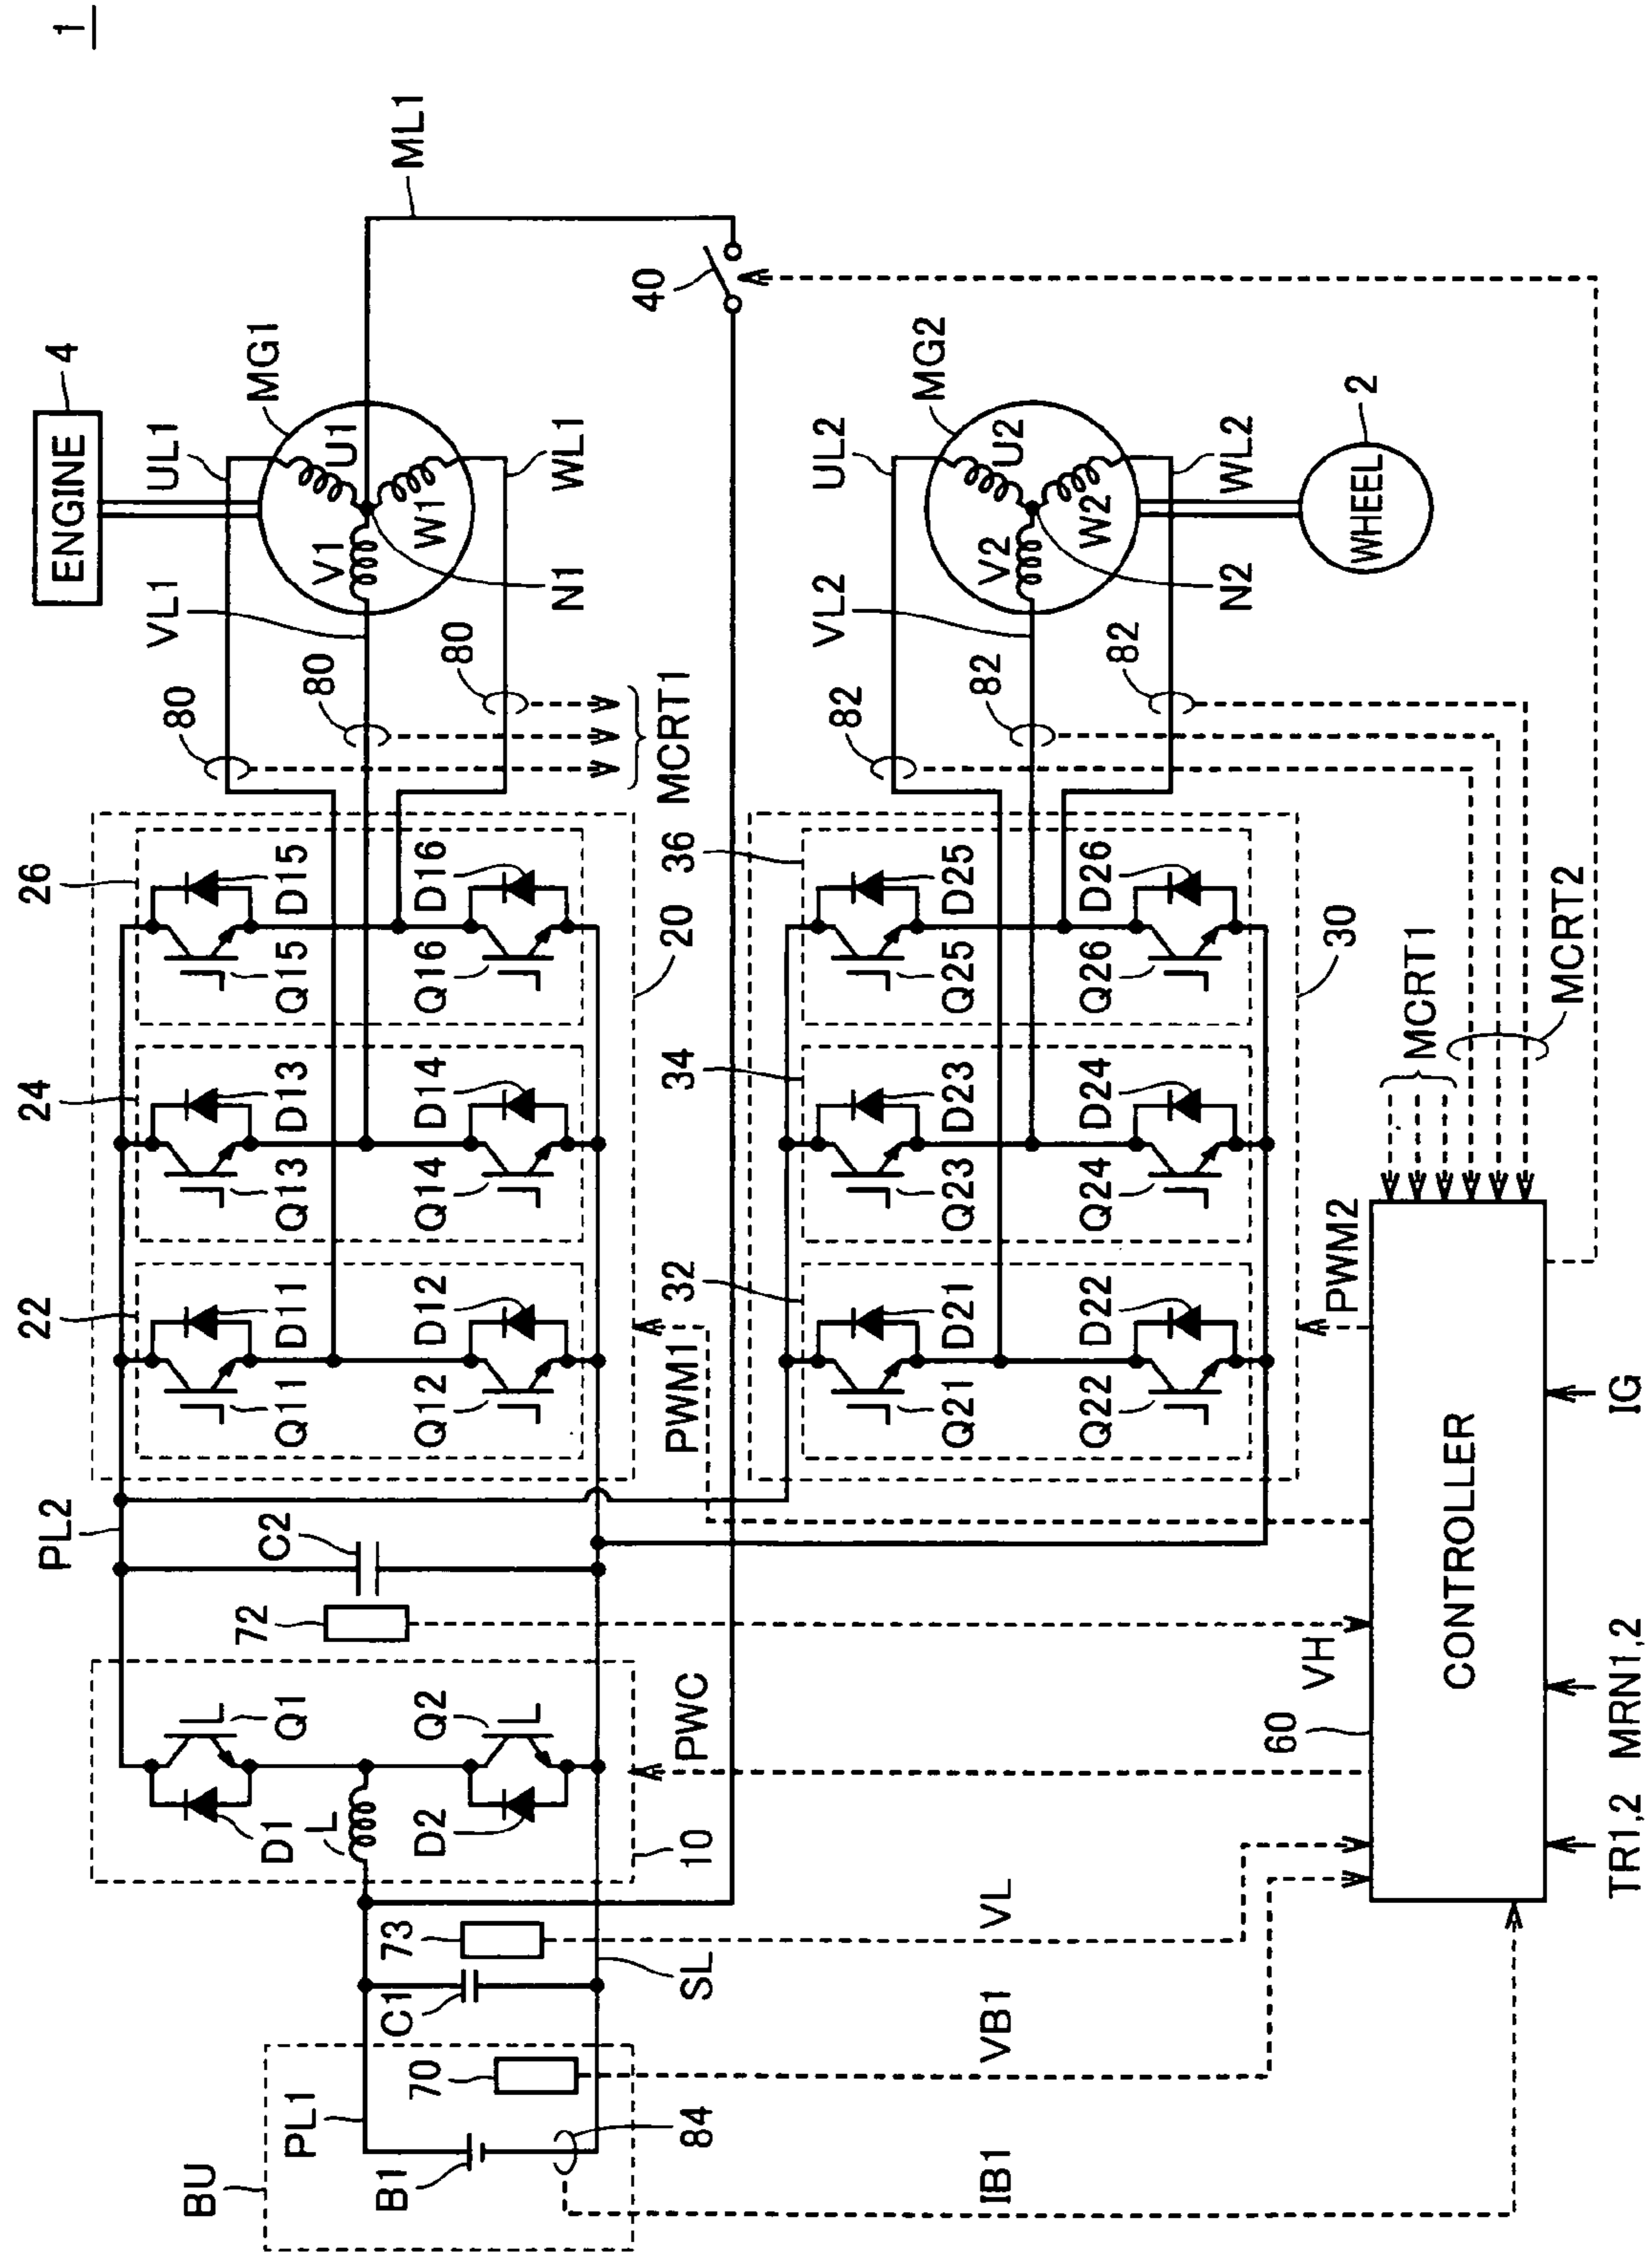 1
ENGINE
4
UL1
MG1
ML1
VL1
U1
V1
W1
WL1
N1
40
80
80
80
MCRT1
UL2
MG2
VL2
U2
V2
W2
WL2
N2
WHEEL
2
82
82
82
26
D15
Q15
D16
Q16
20
24
D13
Q13
D14
Q14
22
D11
Q11
D12
Q12
PWM1
36
D25
Q25
D26
Q26
30
34
D23
Q23
D24
Q24
32
D21
Q21
D22
Q22
PWM2
MCRT1
MCRT2
PL2
C2
72
VH
Q1
D1
L
Q2
D2
10
PWC
73
C1
SL
VL
BU
PL1
70
B1
84
VB1
IB1
60
CONTROLLER
IG
MRN1,2
TR1,2